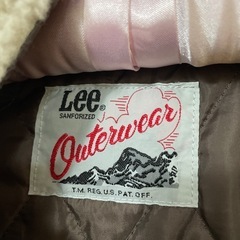 Lee®
SANFORIZED
Outerwear
T.M. REG. U.S. PAT. OFF.